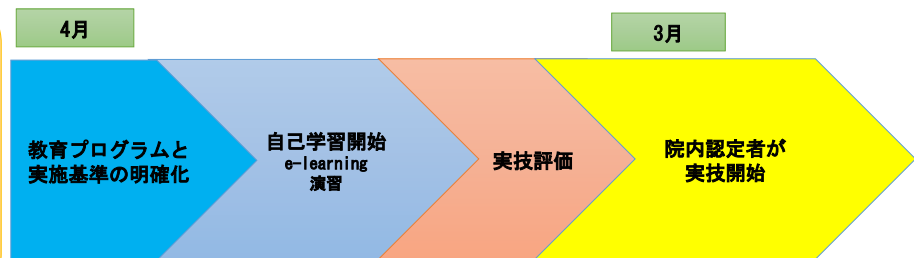 4月
3月
教育プログラムと
実施基準の明確化
自己学習開始
e-learning
演習
実技評価
院内認定者が
実技開始